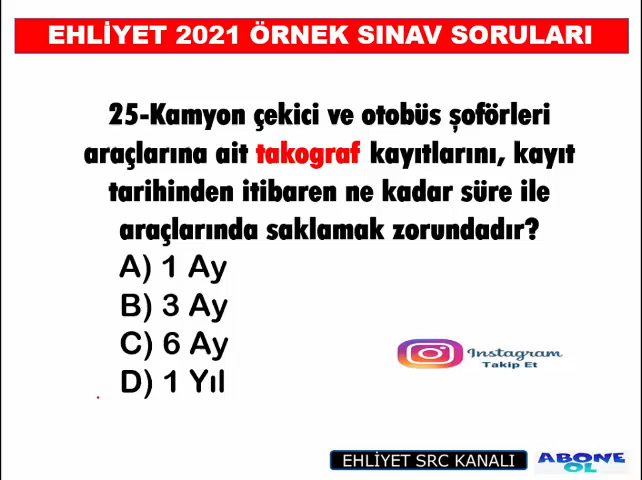 EHLİYET 2021 ÖRNEK SINAV SORULARI
25-Kamyon çekici ve otobüs şoförleri
araçlarına ait takograf kayıtlarını, kayıt
tarihinden itibaren ne kadar süre ile
araçlarında saklamak zorundadır?
A) 1 Ay
B) 3 Ay
C) 6 Ay
D) 1 Yıl
Instagram
Takip Et
EHLİYET SRC KANALI
ABONE
OL